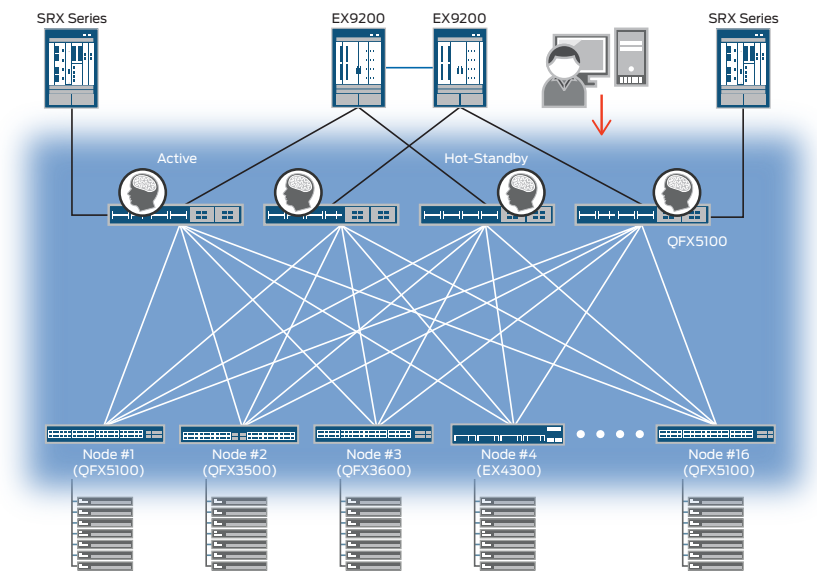 SRX Series
EX9200
EX9200
SRX Series
Active
Hot-Standby
QFX5100
Node #1
(QFX5100)
Node #2
(QFX3500)
Node #3
(QFX3600)
Node #4
(EX4300)
Node #16
(QFX5100)